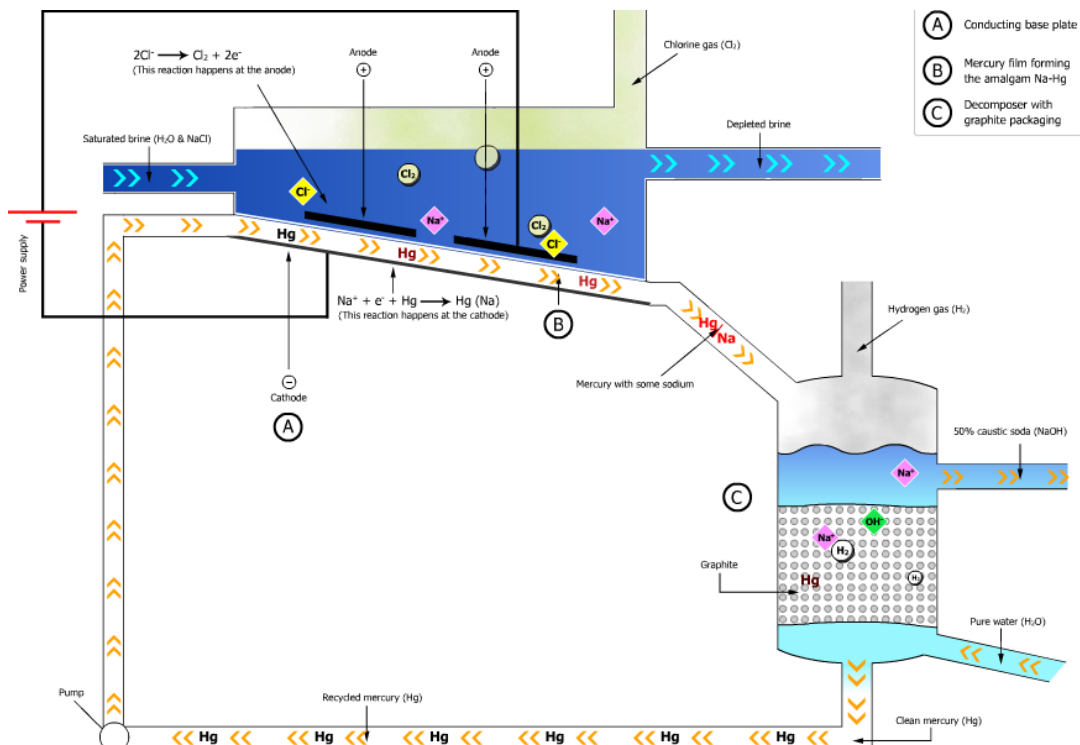 A Conducting base plate
B Mercury film forming
the amalgam Na-Hg
C Decomposer with
graphite packaging
2Cl⁻ ⟶ Cl₂ + 2e⁻
(This reaction happens at the anode)
Anode
+
Anode
+
Chlorine gas (Cl₂)
Saturated brine (H₂O & NaCl)
Depleted brine
Cl⁻
Cl₂
Na⁺
Cl₂
Cl⁻
Na⁺
Power supply
Hg
Hg
Hg
Na⁺ + e⁻ + Hg ⟶ Hg (Na)
(This reaction happens at the cathode)
B
Hg
Na
Mercury with some sodium
Hydrogen gas (H₂)
−
Cathode
A
50% caustic soda (NaOH)
Na⁺
C
OH⁻
Na⁺
H₂
Graphite
Hg
H₂
Pure water (H₂O)
Pump
Recycled mercury (Hg)
Clean mercury (Hg)
Hg Hg Hg Hg Hg Hg